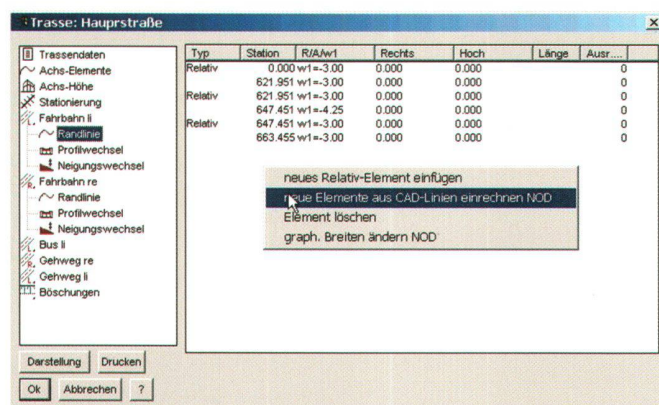 Trasse: Hauprstraße
Trassendaten
Achs-Elemente
Achs-Höhe
Stationierung
Fahrbahn li
Randlinie
Profilwechsel
Neigungswechsel
Fahrbahn re
Randlinie
Profilwechsel
Neigungswechsel
Bus li
Gehweg re
Gehweg li
Böschungen
Typ Station R/A/w1 Rechts Hoch Länge Ausr....
Relativ 0.000 w1=-3.00 0.000 0.000 0
621.951 w1=-3.00 0.000 0.000 0
Relativ 621.951 w1=-3.00 0.000 0.000 0
647.451 w1=-4.25 0.000 0.000 0
Relativ 647.451 w1=-3.00 0.000 0.000 0
663.455 w1=-3.00 0.000 0.000 0
neues Relativ-Element einfügen
neue Elemente aus CAD-Linien einrechnen NOD
Element löschen
graph. Breiten ändern NOD
Darstellung Drucken
Ok Abbrechen ?